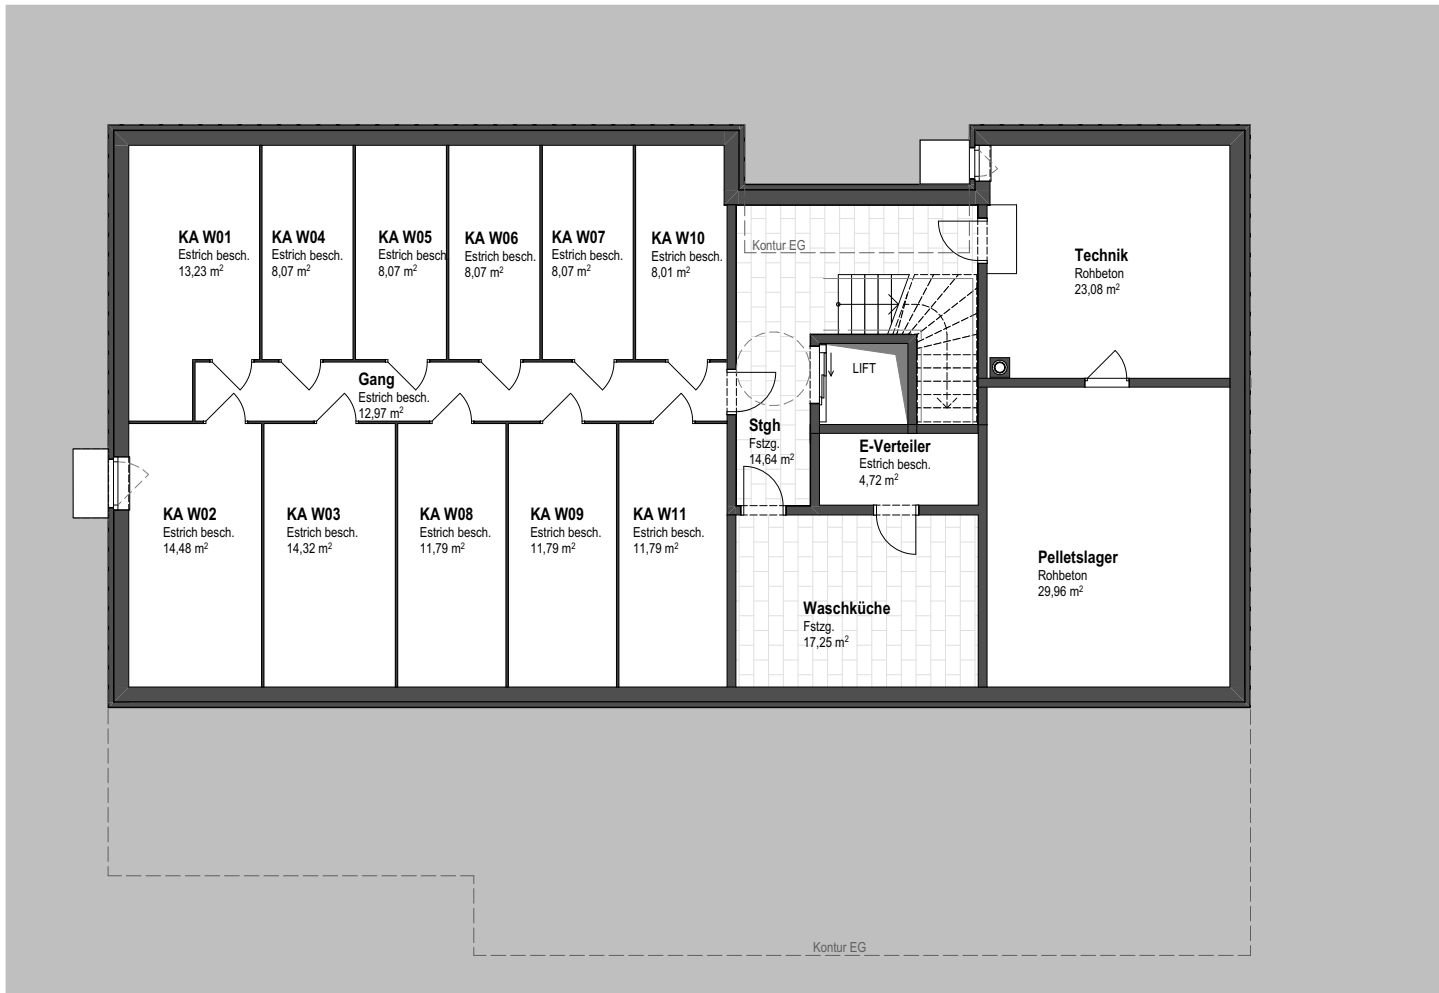 KA W01
Estrich besch.
13,23 m²
KA W04
Estrich besch.
8,07 m²
KA W05
Estrich besch.
8,07 m²
KA W06
Estrich besch.
8,07 m²
KA W07
Estrich besch.
8,07 m²
KA W10
Estrich besch.
8,01 m²
Kontur EG
Technik
Rohbeton
23,08 m²
Gang
Estrich besch.
12,97 m²
LIFT
Stgh
Fstzg.
14,64 m²
E-Verteiler
Estrich besch.
4,72 m²
KA W02
Estrich besch.
14,48 m²
KA W03
Estrich besch.
14,32 m²
KA W08
Estrich besch.
11,79 m²
KA W09
Estrich besch.
11,79 m²
KA W11
Estrich besch.
11,79 m²
Waschküche
Fstzg.
17,25 m²
Pelletslager
Rohbeton
29,96 m²
Kontur EG